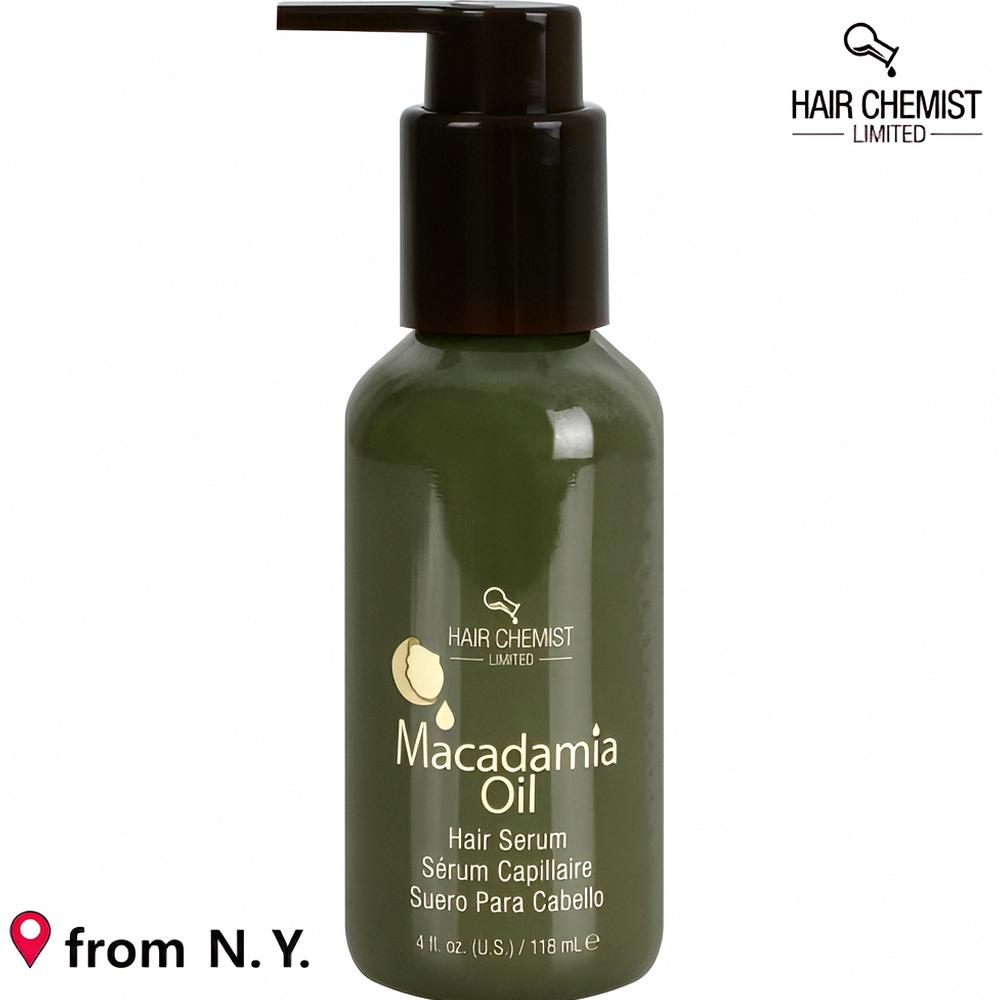 HAIR CHEMIST
LIMITED
HAIR CHEMIST
LIMITED
Macadamia
Oil
Hair Serum
Sérum Capillaire
Suero Para Cabello
4 fl. oz. (U.S.) / 118 mL ℮
from N.Y.